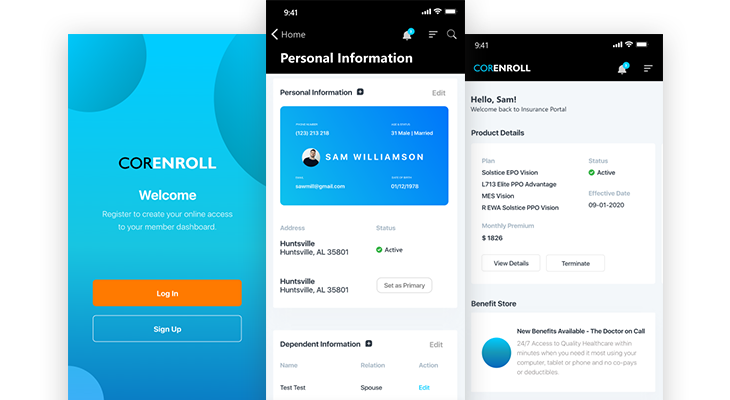 CORENROLL
Welcome
Register to create your online access
to your member dashboard.
Log In
Sign Up
9:41
Home
Personal Information
Personal Information
Edit
PHONE NUMBER
AGE & STATUS
(123) 213 218
31 Male | Married
SAM WILLIAMSON
EMAIL
DATE OF BIRTH
sawmill@gmail.com
01/12/1978
Address
Status
Huntsville
Huntsville, AL 35801
Active
Huntsville
Huntsville, AL 35801
Set as Primary
Dependent Information
Edit
Name
Relation
Action
Test Test
Spouse
Edit
9:41
CORENROLL
Hello, Sam!
Welcome back to Insurance Portal
Product Details
Plan
Status
Solstice EPO Vision
Active
L713 Elite PPO Advantage
MES Vision
Effective Date
R EWA Solstice PPO Vision
09-01-2020
Monthly Premium
$ 1826
View Details
Terminate
Benefit Store
New Benefits Available - The Doctor on Call
24/7 Access to Quality Healthcare within
minutes when you need it most using your
computer, tablet or phone and no co-pays
or deductibles.